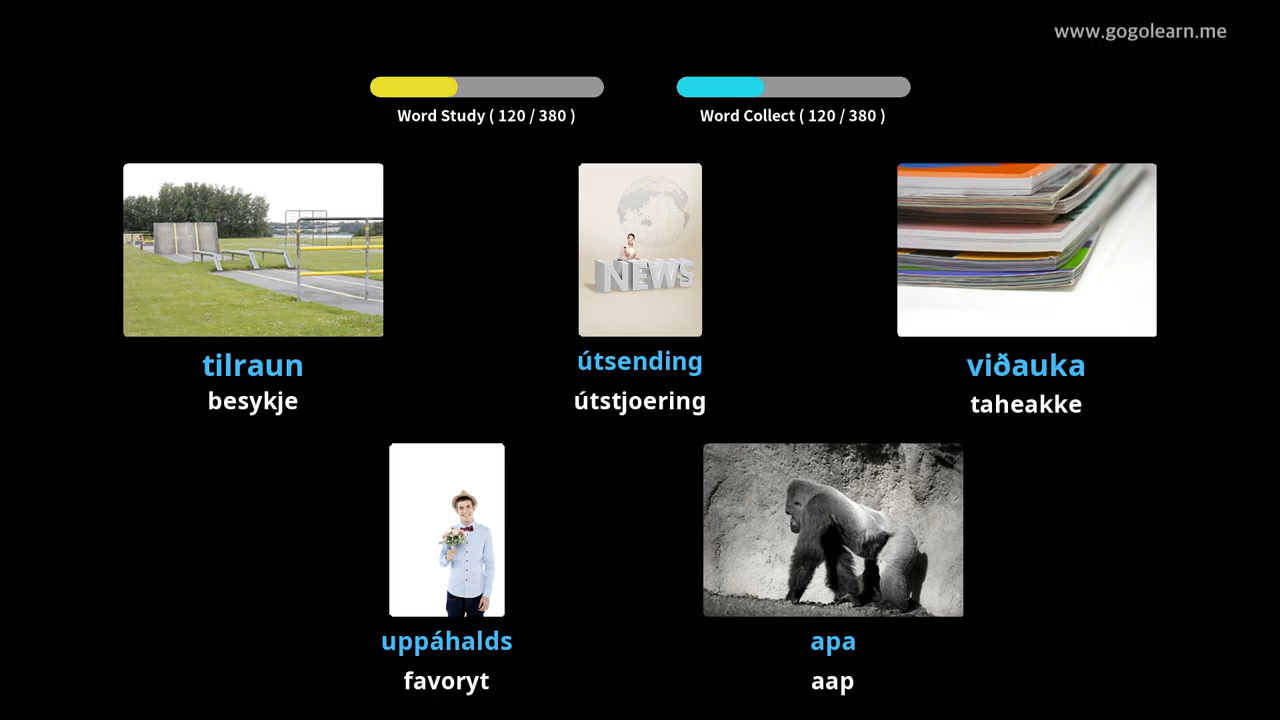 www.gogolearn.me
Word Study ( 120 / 380 )
Word Collect ( 120 / 380 )
NEWS
tilraun
besykje
útsending
útstjoering
viðauka
taheakke
uppáhalds
favoryt
apa
aap